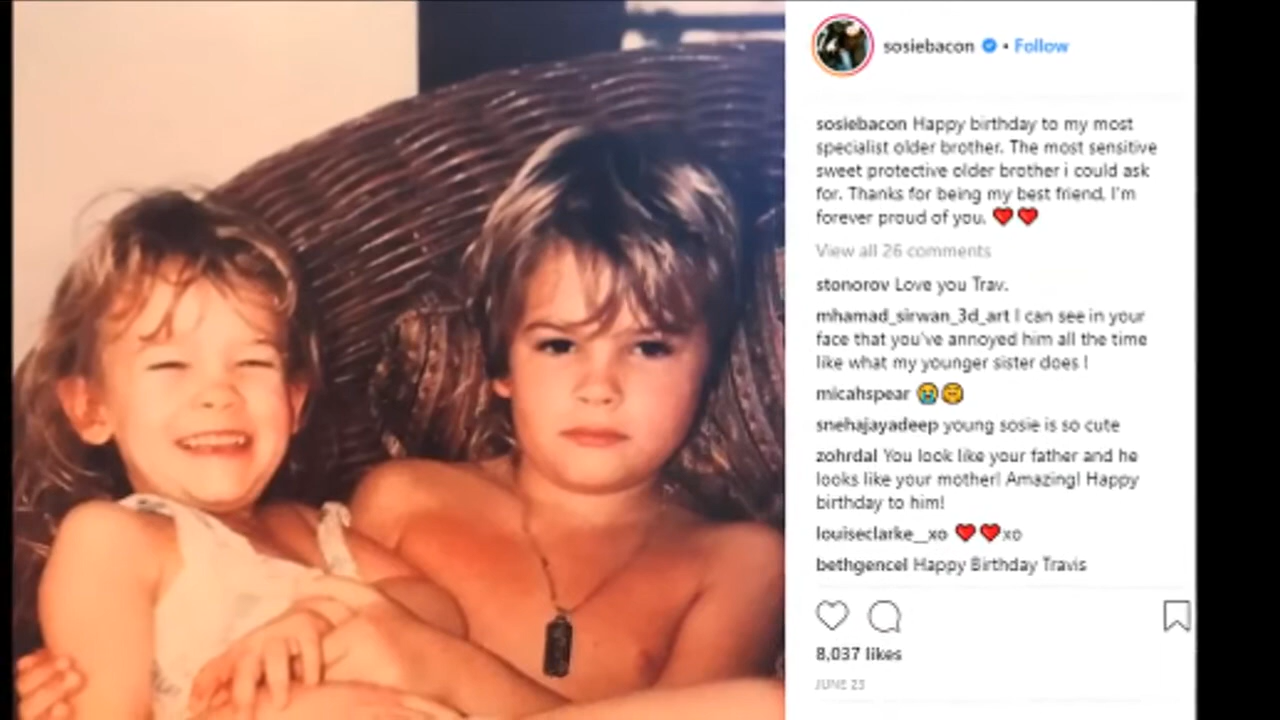 sosiebacon • Follow
sosiebacon Happy birthday to my most
specialist older brother. The most sensitive
sweet protective older brother i could ask
for. Thanks for being my best friend. I'm
forever proud of you. ❤️❤️
View all 26 comments
stonorov Love you Trav.
mhamad_sirwan_3d_art I can see in your
face that you've annoyed him all the time
like what my younger sister does !
micahspear
snehajayadeep young sosie is so cute
zohrdal You look like your father and he
looks like your mother! Amazing! Happy
birthday to him!
louiseclarke__xo ❤️❤️xo
bethgencel Happy Birthday Travis
8,037 likes
JUNE 23